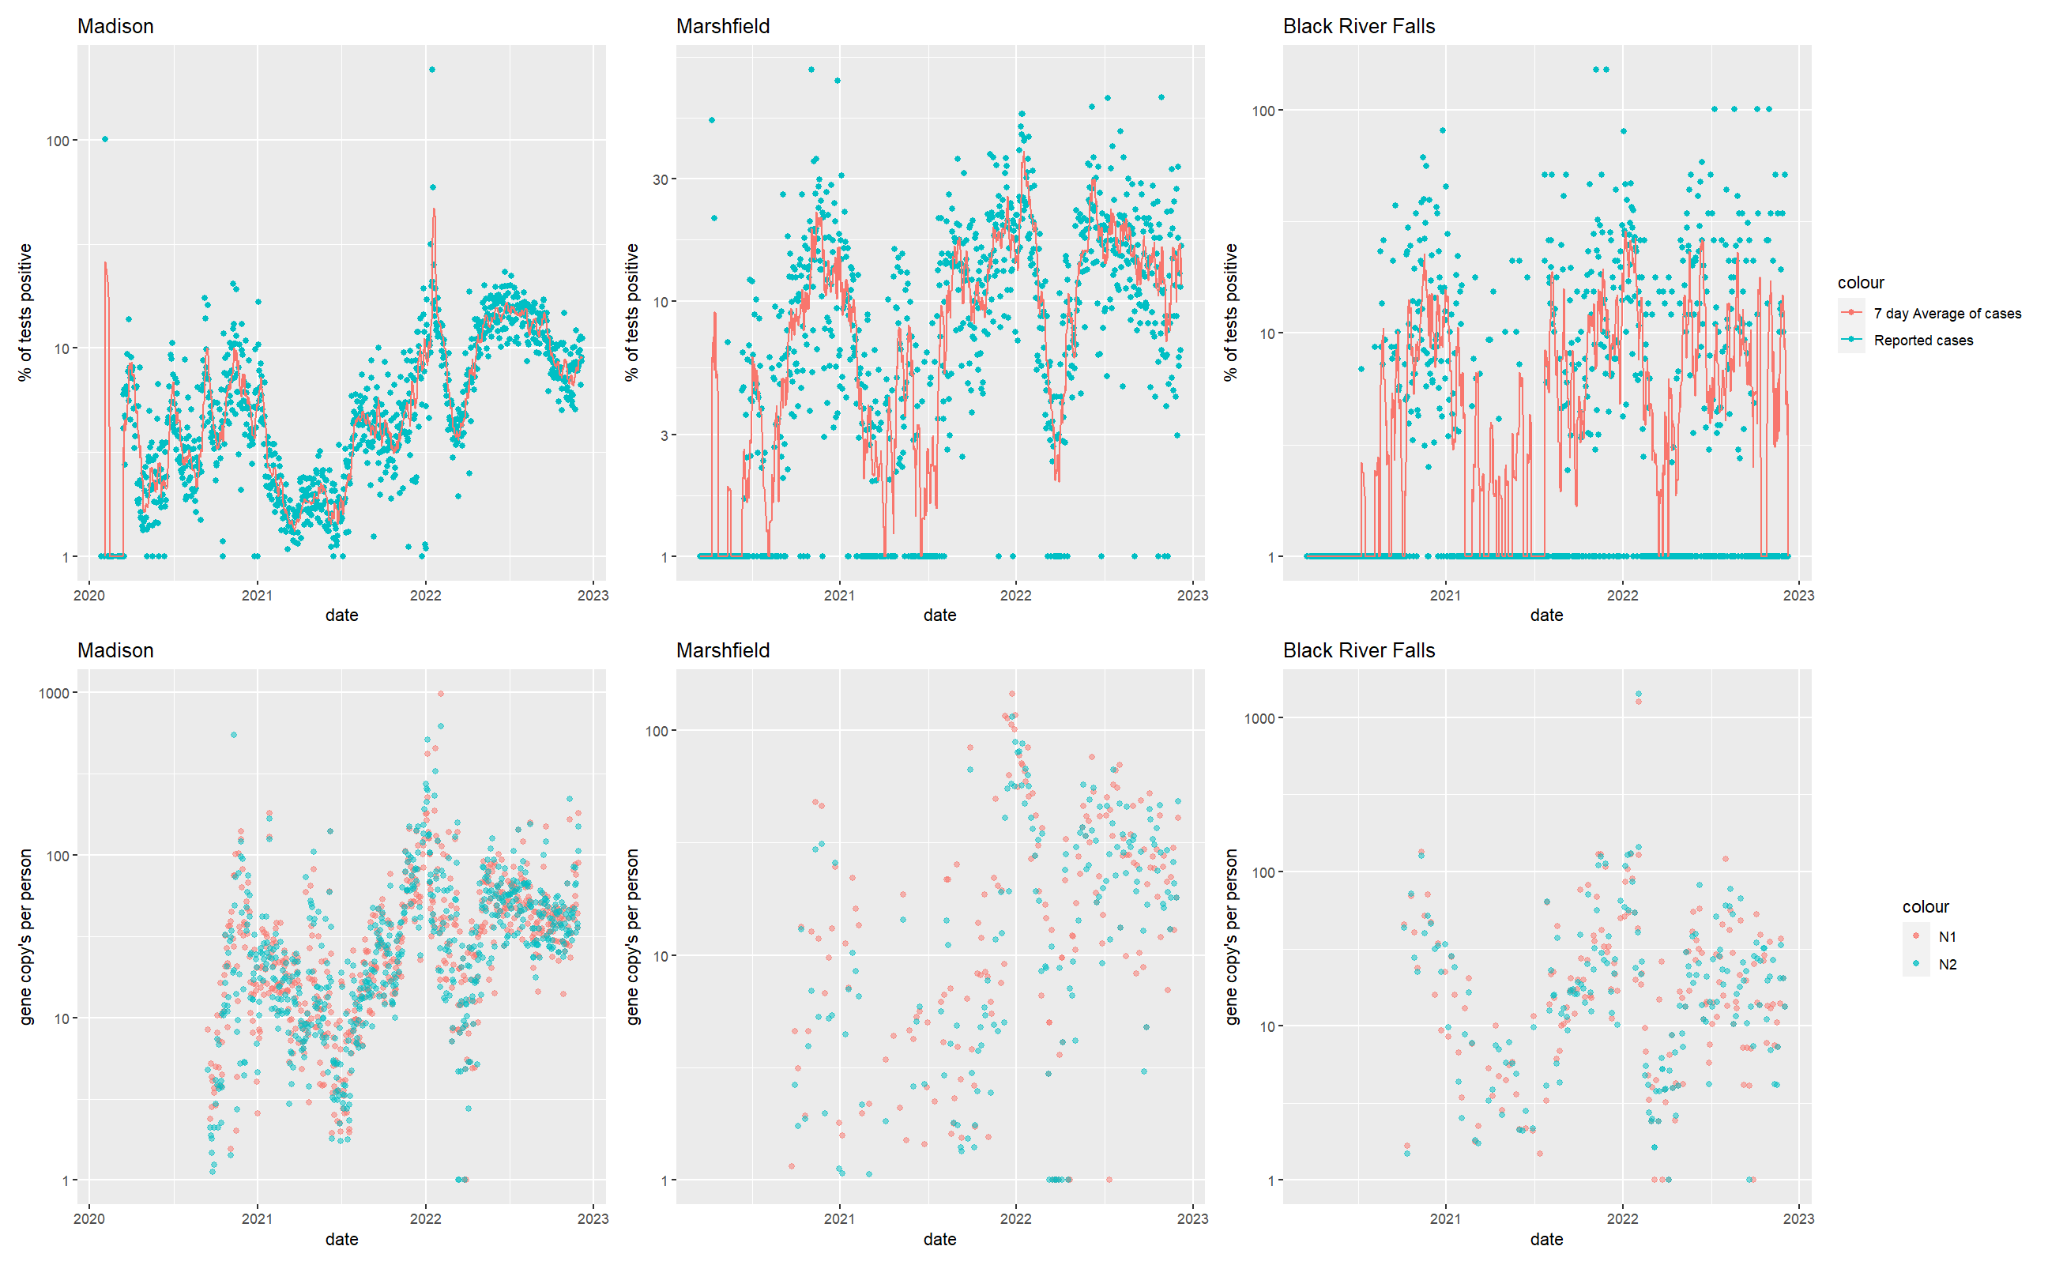 Madison
Marshfield
Black River Falls
% of tests positive
100
10
1
2020
2021
2022
2023
date
% of tests positive
30
10
3
1
2021
2022
2023
date
% of tests positive
100
10
1
2021
2022
2023
date
colour
7 day Average of cases
Reported cases
Madison
Marshfield
Black River Falls
gene copy's per person
1000
100
10
1
2020
2021
2022
2023
date
gene copy's per person
100
10
1
2021
2022
2023
date
gene copy's per person
1000
100
10
1
2021
2022
2023
date
colour
N1
N2